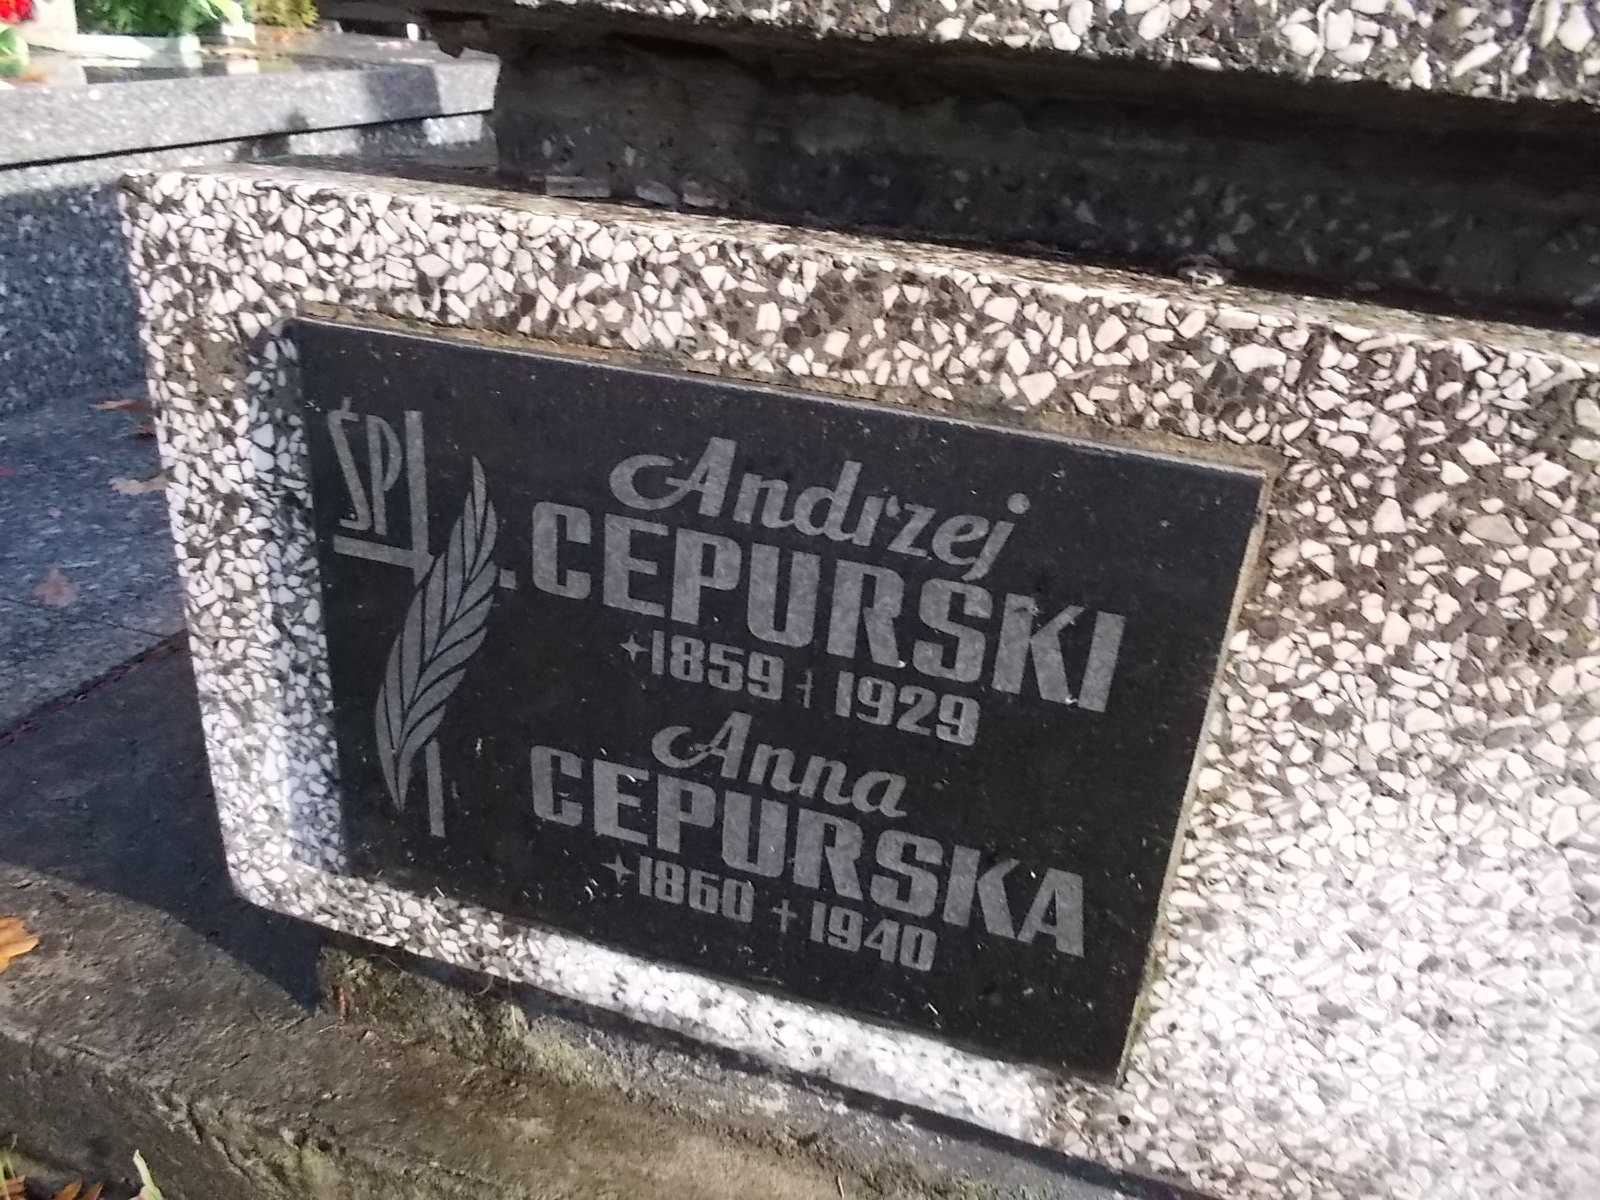 ŚP
Andrzej
CEPURSKI
1859 † 1929
Anna
CEPURSKA
1860 † 1940